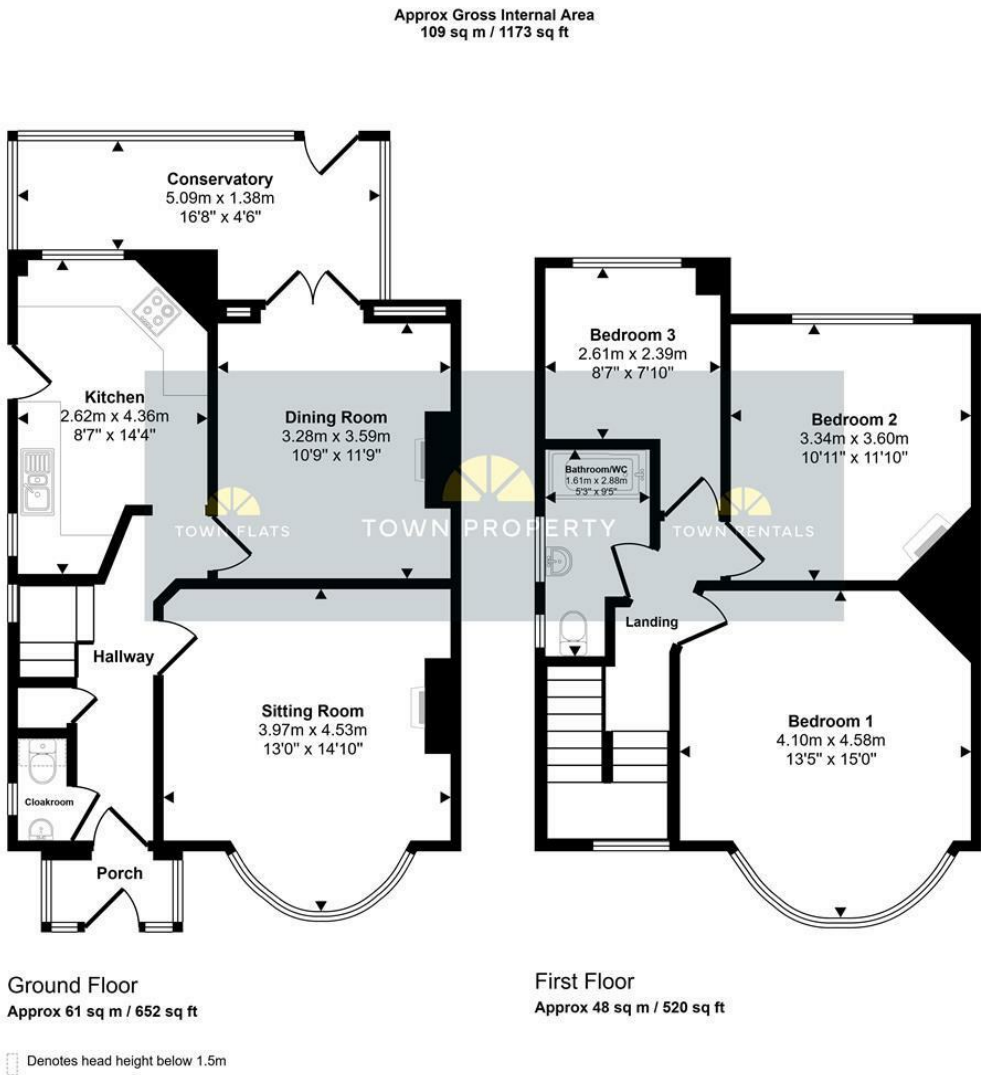 Approx Gross Internal Area
109 sq m / 1173 sq ft
Conservatory
5.09m x 1.38m
16'8" x 4'6"
Kitchen
2.62m x 4.36m
8'7" x 14'4"
Dining Room
3.28m x 3.59m
10'9" x 11'9"
Bedroom 3
2.61m x 2.39m
8'7" x 7'10"
Bedroom 2
3.34m x 3.60m
10'11" x 11'10"
Bathroom/WC
1.61m x 2.88m
5'3" x 9'5"
TOWN FLATS
TOWN PROPERTY
TOWN RENTALS
Hallway
Landing
Sitting Room
3.97m x 4.53m
13'0" x 14'10"
Bedroom 1
4.10m x 4.58m
13'5" x 15'0"
Cloakroom
Porch
Ground Floor
Approx 61 sq m / 652 sq ft
First Floor
Approx 48 sq m / 520 sq ft
Denotes head height below 1.5m